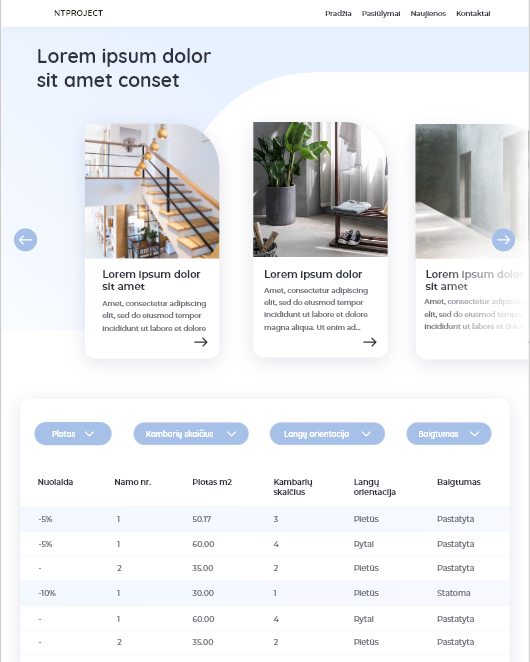 NTPROJECT
Pradžia Pasiūlymai Naujienos Kontaktai
Lorem ipsum dolor
sit amet conset
Lorem ipsum dolor
sit amet
Amet, consectetur adipiscing
elit, sed do eiusmod tempor
incididunt ut labore et dolore
Lorem ipsum dolor
Amet, consectetur adipiscing
elit, sed do eiusmod tempor
incididunt ut labore et dolore
magna aliqua. Ut enim ad...
Lorem ipsum dolor
sit amet
Amet, consectetur adipiscing
elit, sed do eiusmod tempor
incididunt ut labore et dolore
Plotas Kambarių skaičius Langų orientacija Baigtumas
Nuolaida Namo nr. Plotas m2 Kambarių skaičius Langų orientacija Baigtumas
-5% 1 50.17 3 Pietūs Pastatyta
-5% 1 60.00 4 Rytai Pastatyta
- 2 35.00 2 Pietūs Pastatyta
-10% 1 30.00 1 Pietūs Statoma
- 1 60.00 4 Rytai Pastatyta
- 2 35.00 2 Pietūs Pastatyta